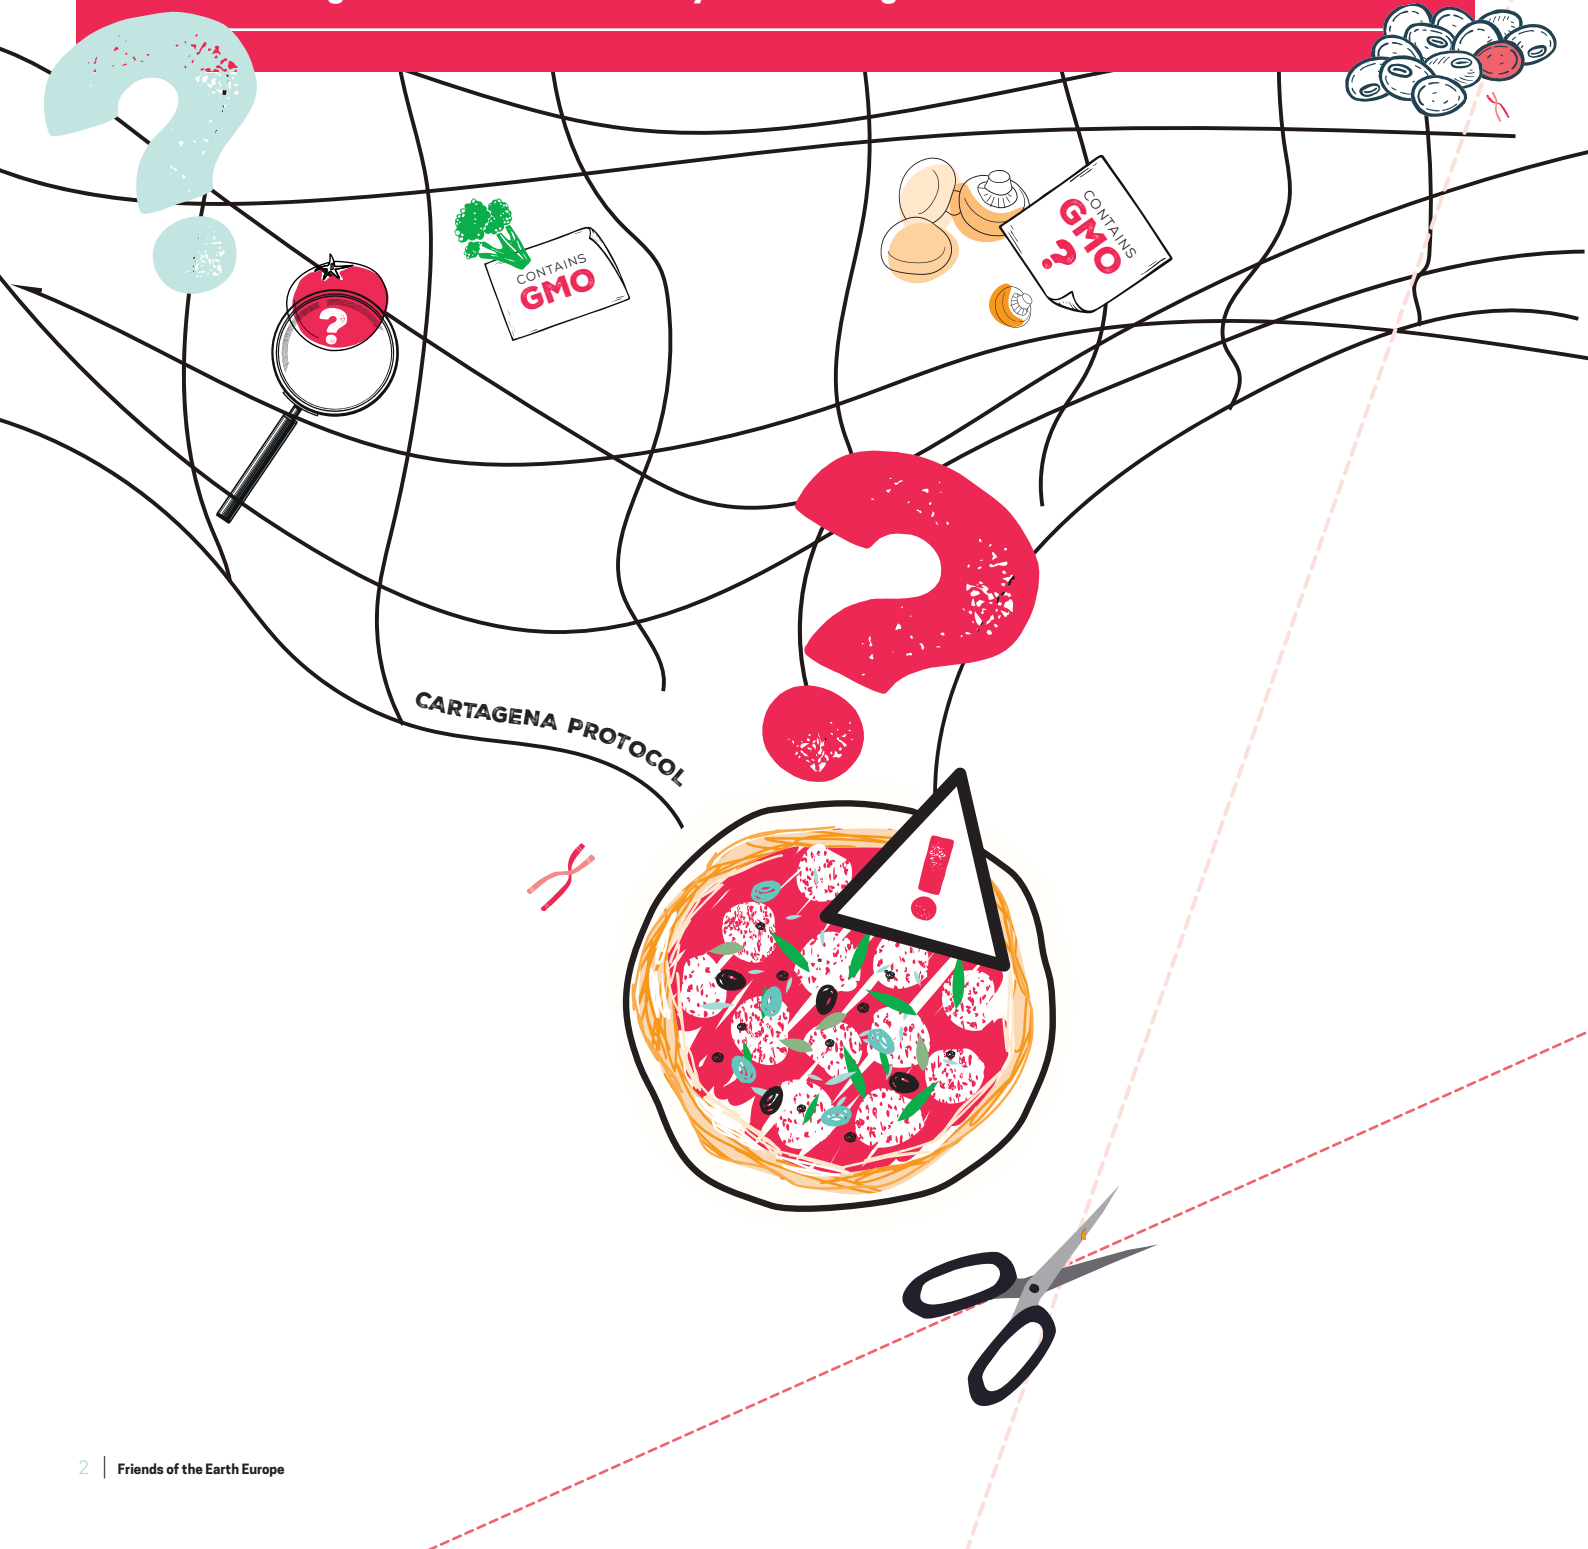 ?
CONTAINS
GMO
CONTAINS
GMO
?
?
?
CARTAGENA PROTOCOL
!
2 | Friends of the Earth Europe